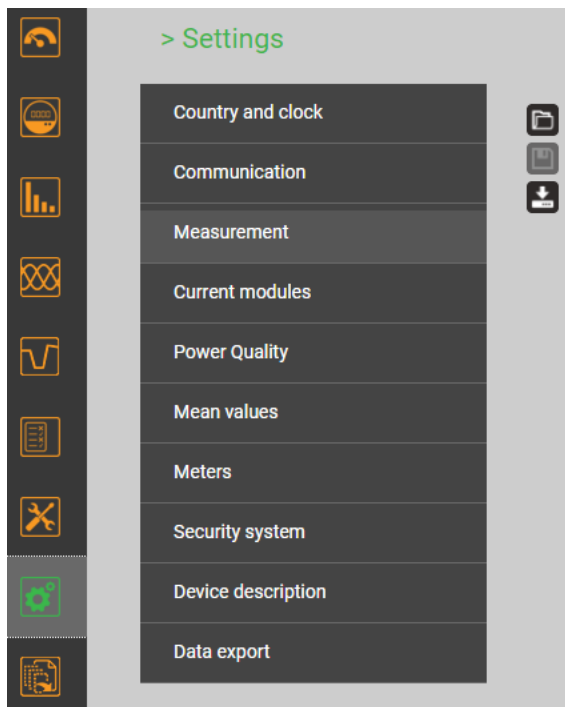 > Settings
Country and clock
Communication
Measurement
Current modules
Power Quality
Mean values
Meters
Security system
Device description
Data export